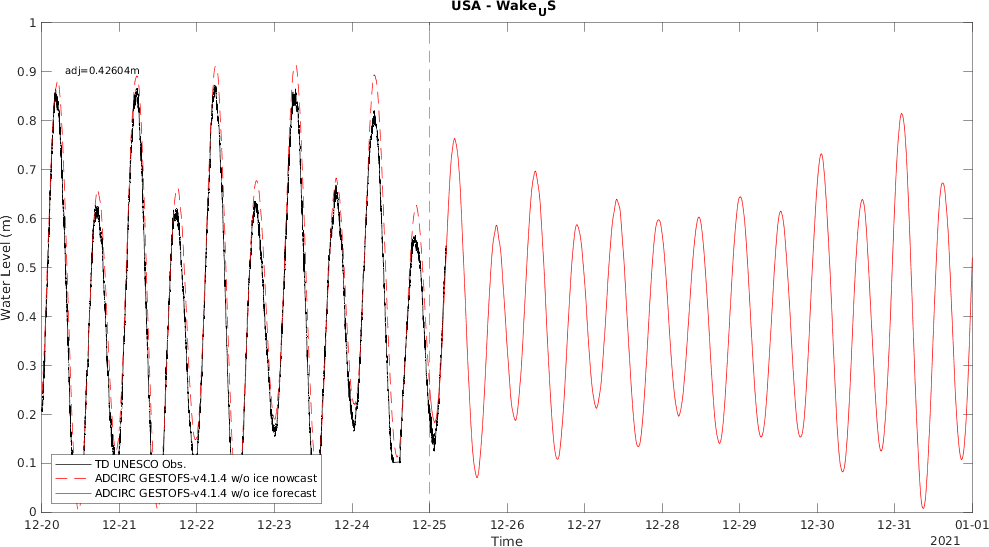 USA - Wake_US
adj=0.42604m
1
0.9
0.8
0.7
0.6
0.5
0.4
0.3
0.2
0.1
0
Water Level (m)
TD UNESCO Obs.
ADCIRC GESTOFS-v4.1.4 w/o ice nowcast
ADCIRC GESTOFS-v4.1.4 w/o ice forecast
12-20 12-21 12-22 12-23 12-24 12-25 12-26 12-27 12-28 12-29 12-30 12-31 01-01
Time
2021